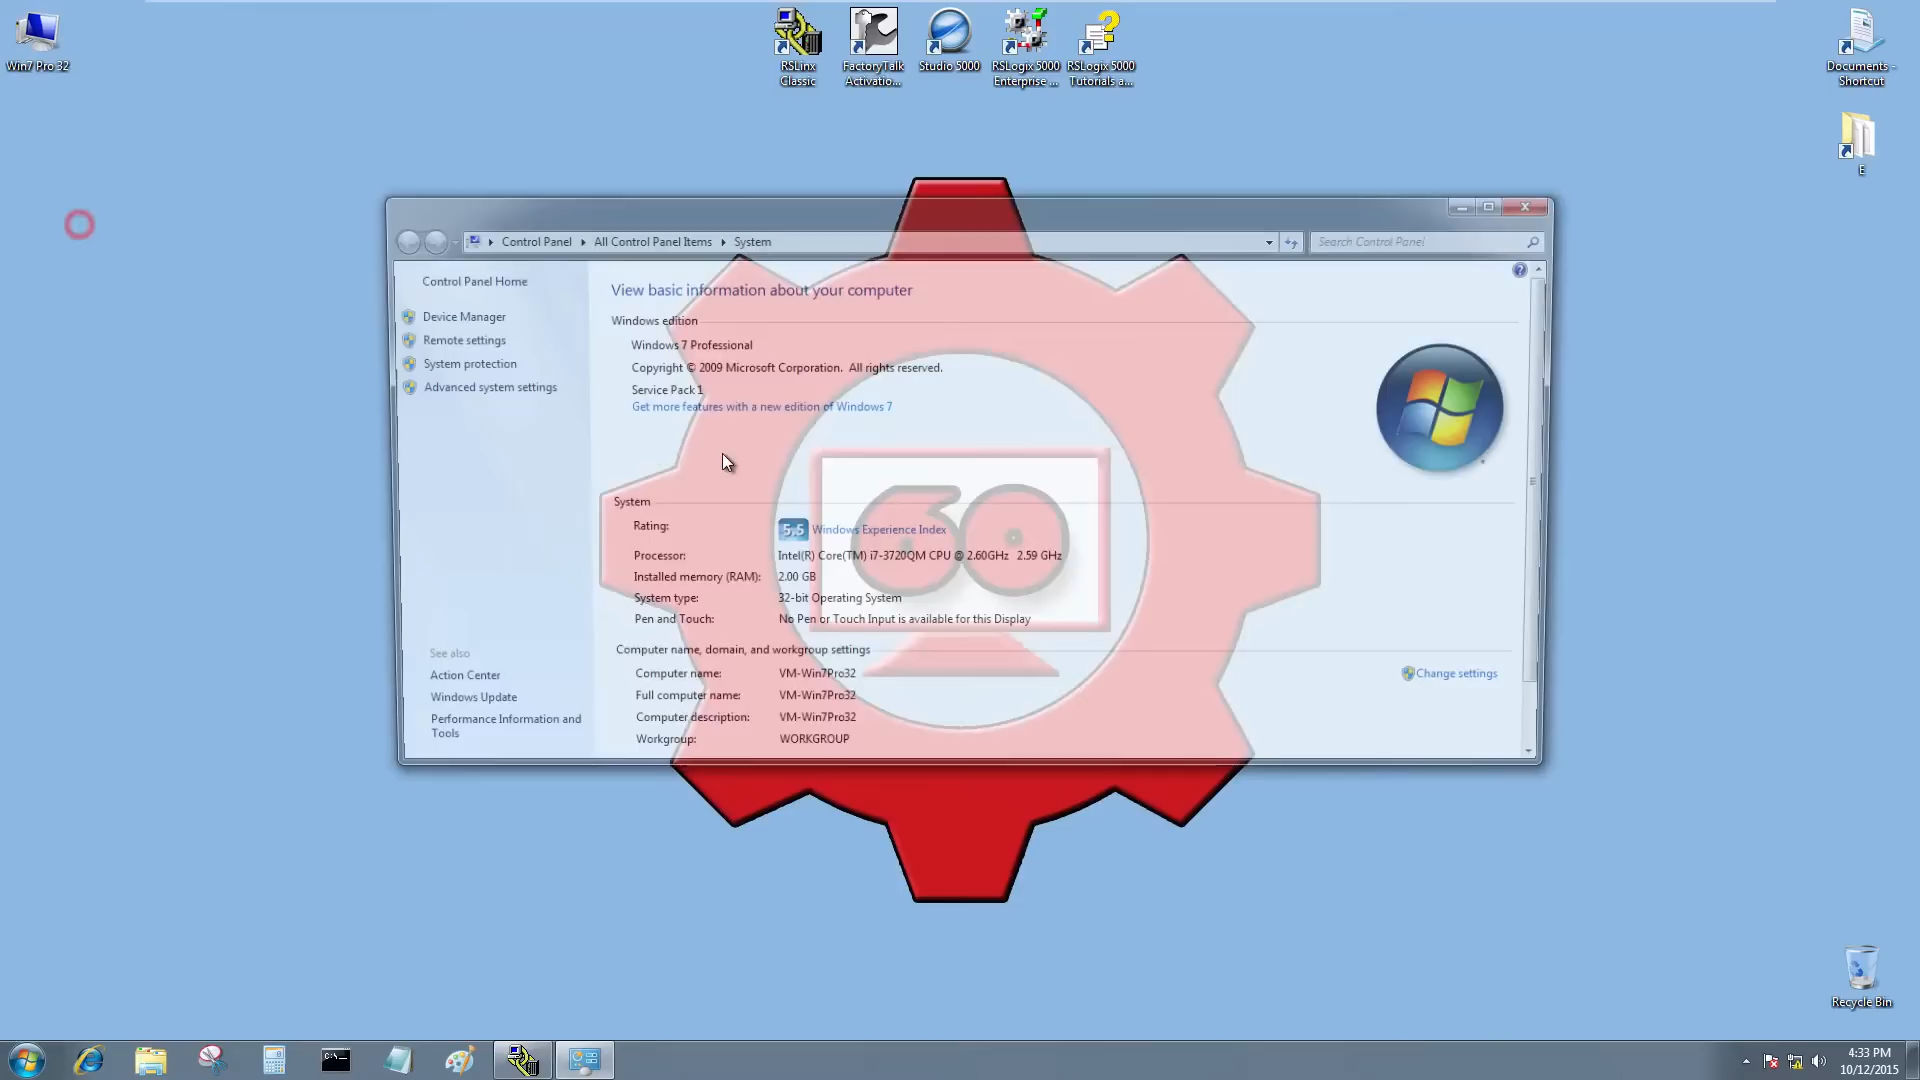 Win7 Pro 32
RSLinx
Classic
FactoryTalk
Activatio...
Studio 5000
RSLogix 5000
Enterprise ...
RSLogix 5000
Tutorials a...
Documents -
Shortcut
E
Control Panel
All Control Panel Items
System
Search Control Panel
Control Panel Home
Device Manager
Remote settings
System protection
Advanced system settings
See also
Action Center
Windows Update
Performance Information and
Tools
View basic information about your computer
Windows edition
Windows 7 Professional
Copyright © 2009 Microsoft Corporation. All rights reserved.
Service Pack 1
Get more features with a new edition of Windows 7
System
Rating:
5.5 Windows Experience Index
Processor:
Intel(R) Core(TM) i7-3720QM CPU @ 2.60GHz 2.59 GHz
Installed memory (RAM):
2.00 GB
System type:
32-bit Operating System
Pen and Touch:
No Pen or Touch Input is available for this Display
Computer name, domain, and workgroup settings
Computer name:
VM-Win7Pro32
Change settings
Full computer name:
VM-Win7Pro32
Computer description:
VM-Win7Pro32
Workgroup:
WORKGROUP
60
Recycle Bin
C:\_
4:33 PM
10/12/2015